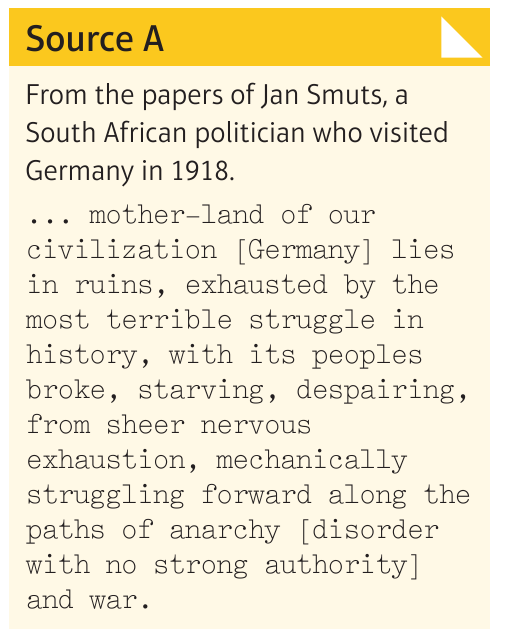 Source A
From the papers of Jan Smuts, a
South African politician who visited
Germany in 1918.
... mother–land of our
civilization [Germany] lies
in ruins, exhausted by the
most terrible struggle in
history, with its peoples
broke, starving, despairing,
from sheer nervous
exhaustion, mechanically
struggling forward along the
paths of anarchy [disorder
with no strong authority]
and war.